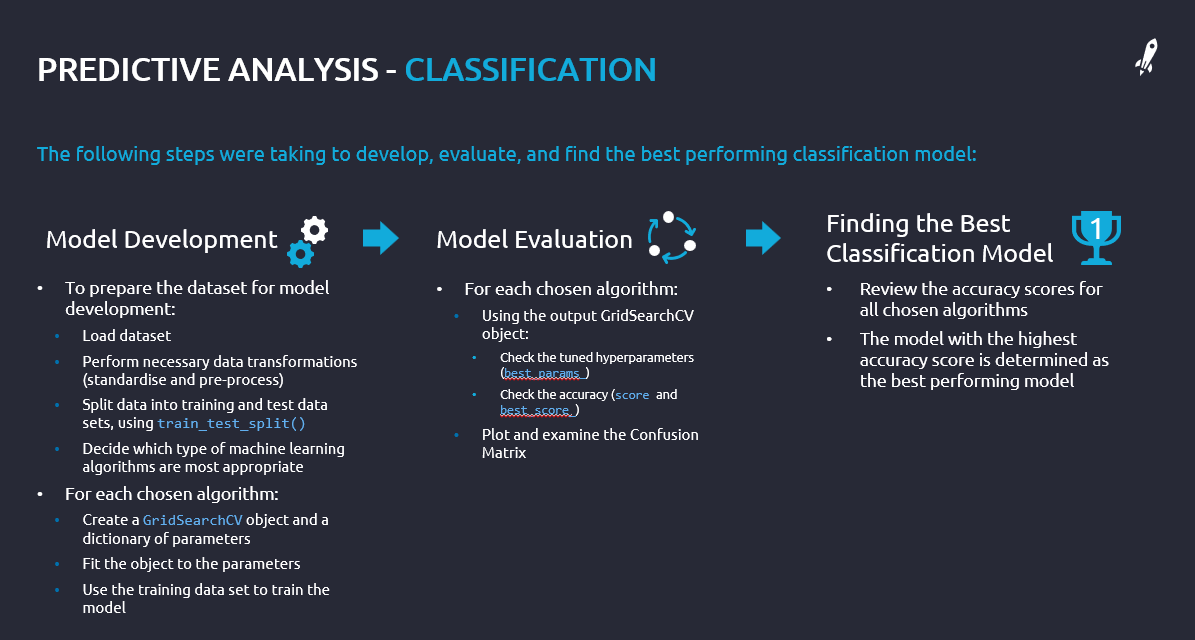 PREDICTIVE ANALYSIS - CLASSIFICATION
The following steps were taking to develop, evaluate, and find the best performing classification model:
Model Development
• To prepare the dataset for model
development:
• Load dataset
• Perform necessary data transformations
(standardise and pre-process)
• Split data into training and test data
sets, using train_test_split()
• Decide which type of machine learning
algorithms are most appropriate
• For each chosen algorithm:
• Create a GridSearchCV object and a
dictionary of parameters
• Fit the object to the parameters
• Use the training data set to train the
model
Model Evaluation
• For each chosen algorithm:
• Using the output GridSearchCV
object:
• Check the tuned hyperparameters
(best_params_)
• Check the accuracy (score and
best_score_)
• Plot and examine the Confusion
Matrix
Finding the Best
Classification Model
1
• Review the accuracy scores for
all chosen algorithms
• The model with the highest
accuracy score is determined as
the best performing model